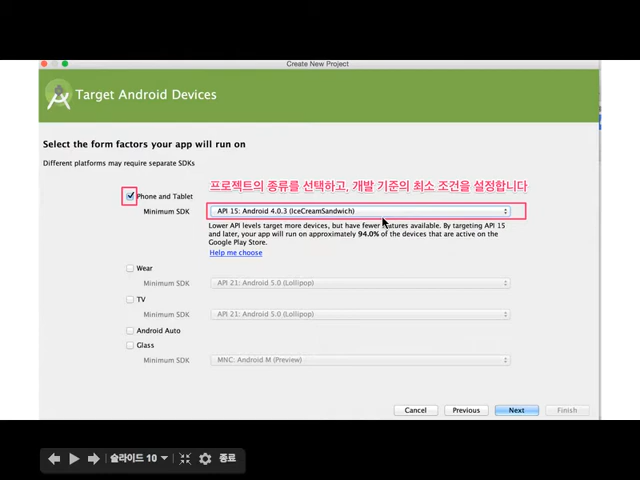 Create New Project
Target Android Devices
Select the form factors your app will run on
Different platforms may require separate SDKs
프로젝트의 종류를 선택하고, 개발 기준의 최소 조건을 설정합니다
Phone and Tablet
Minimum SDK
API 15: Android 4.0.3 (IceCreamSandwich)
Lower API levels target more devices, but have fewer features available. By targeting API 15
and later, your app will run on approximately 94.0% of the devices that are active on the
Google Play Store.
Help me choose
Wear
Minimum SDK
API 21: Android 5.0 (Lollipop)
TV
Minimum SDK
API 21: Android 5.0 (Lollipop)
Android Auto
Glass
Minimum SDK
MNC: Android M (Preview)
Cancel
Previous
Next
Finish
슬라이드 10
종료